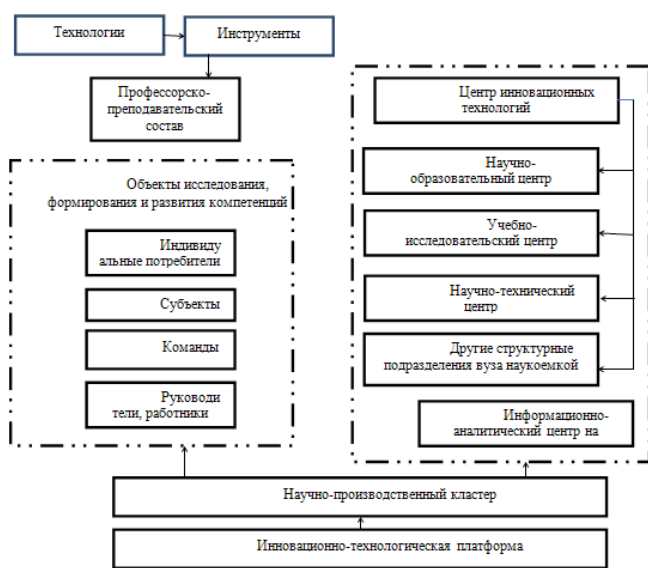 Технологии
Инструменты
Профессорско-
преподавательский
состав
Объекты исследования,
формирования и развития компетенций
Индивиду
альные потребители
Субъекты
Команды
Руководи
тели, работники
Центр инновационных
технологий
Научно-
образовательный центр
Учебно-
исследовательский центр
Научно-технический
центр
Другие структурные
подразделения вуза наукоемкой
Информационно-
аналитический центр на
Научно-производственный кластер
Инновационно-технологическая платформа